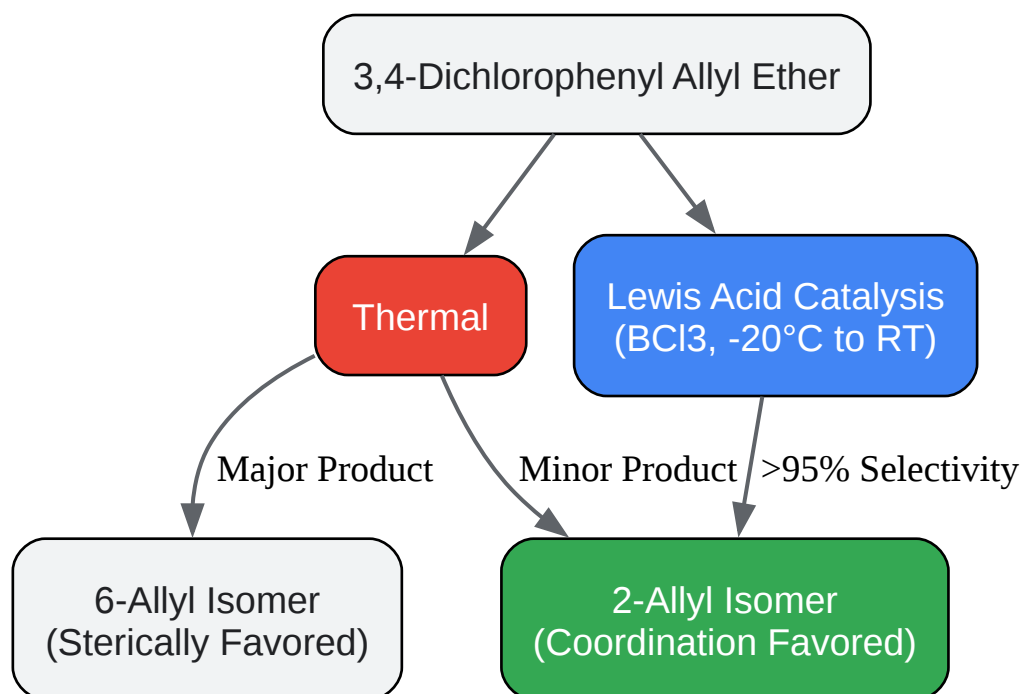 3,4-Dichlorophenyl Allyl Ether
Thermal
Lewis Acid Catalysis
(BCl3, -20°C to RT)
Major Product
Minor Product
>95% Selectivity
6-Allyl Isomer
(Sterically Favored)
2-Allyl Isomer
(Coordination Favored)